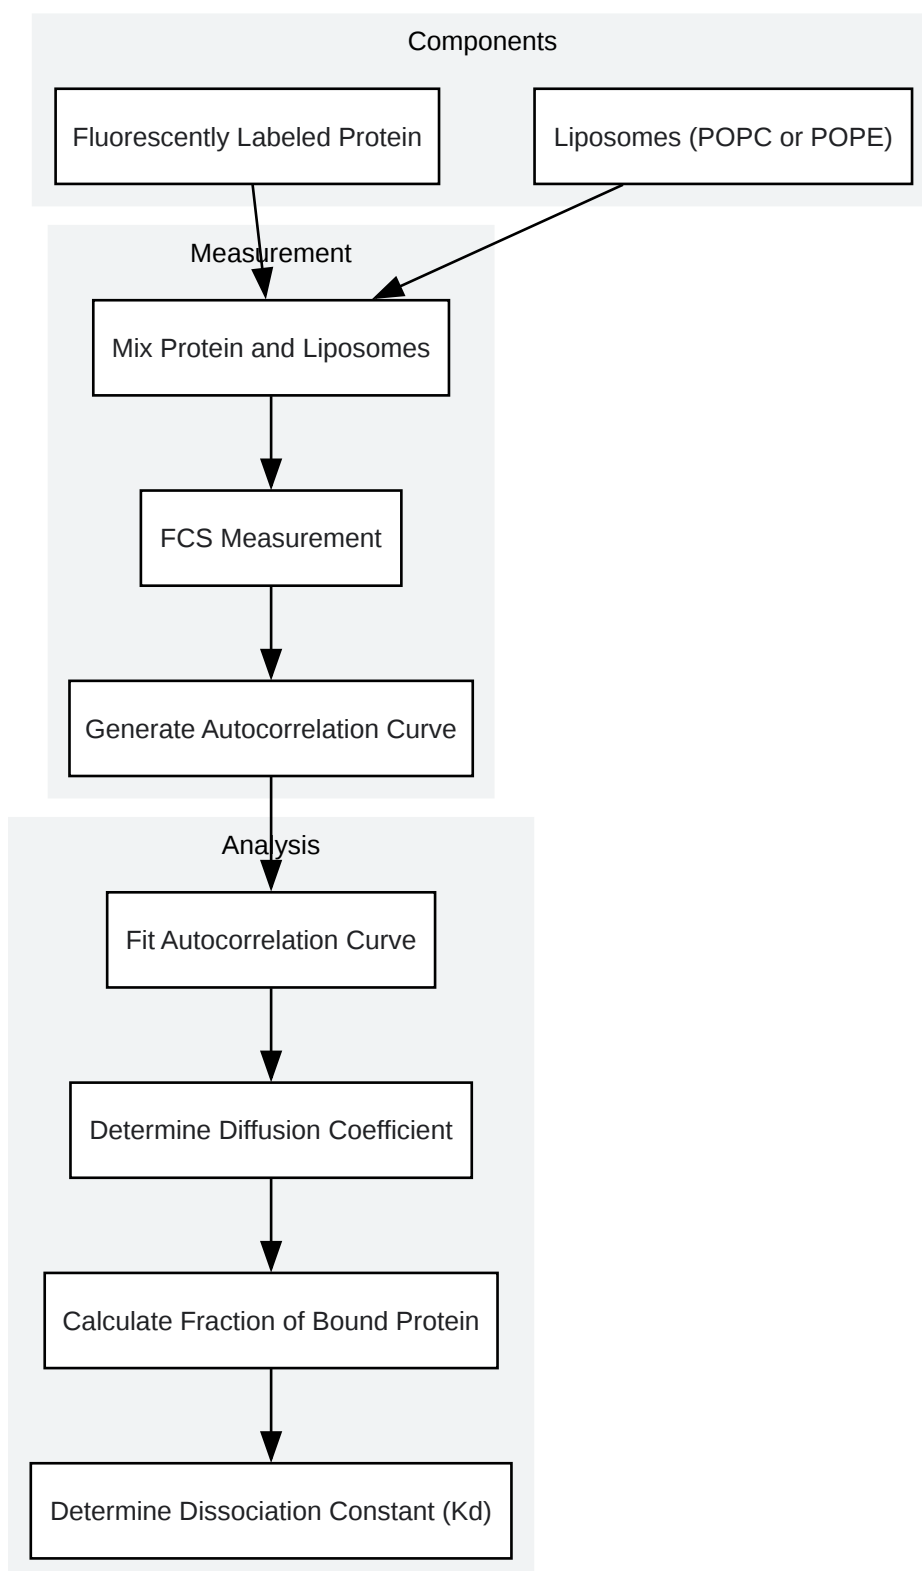 Components
Fluorescently Labeled Protein
Liposomes (POPC or POPE)
Measurement
Mix Protein and Liposomes
FCS Measurement
Generate Autocorrelation Curve
Analysis
Fit Autocorrelation Curve
Determine Diffusion Coefficient
Calculate Fraction of Bound Protein
Determine Dissociation Constant (Kd)